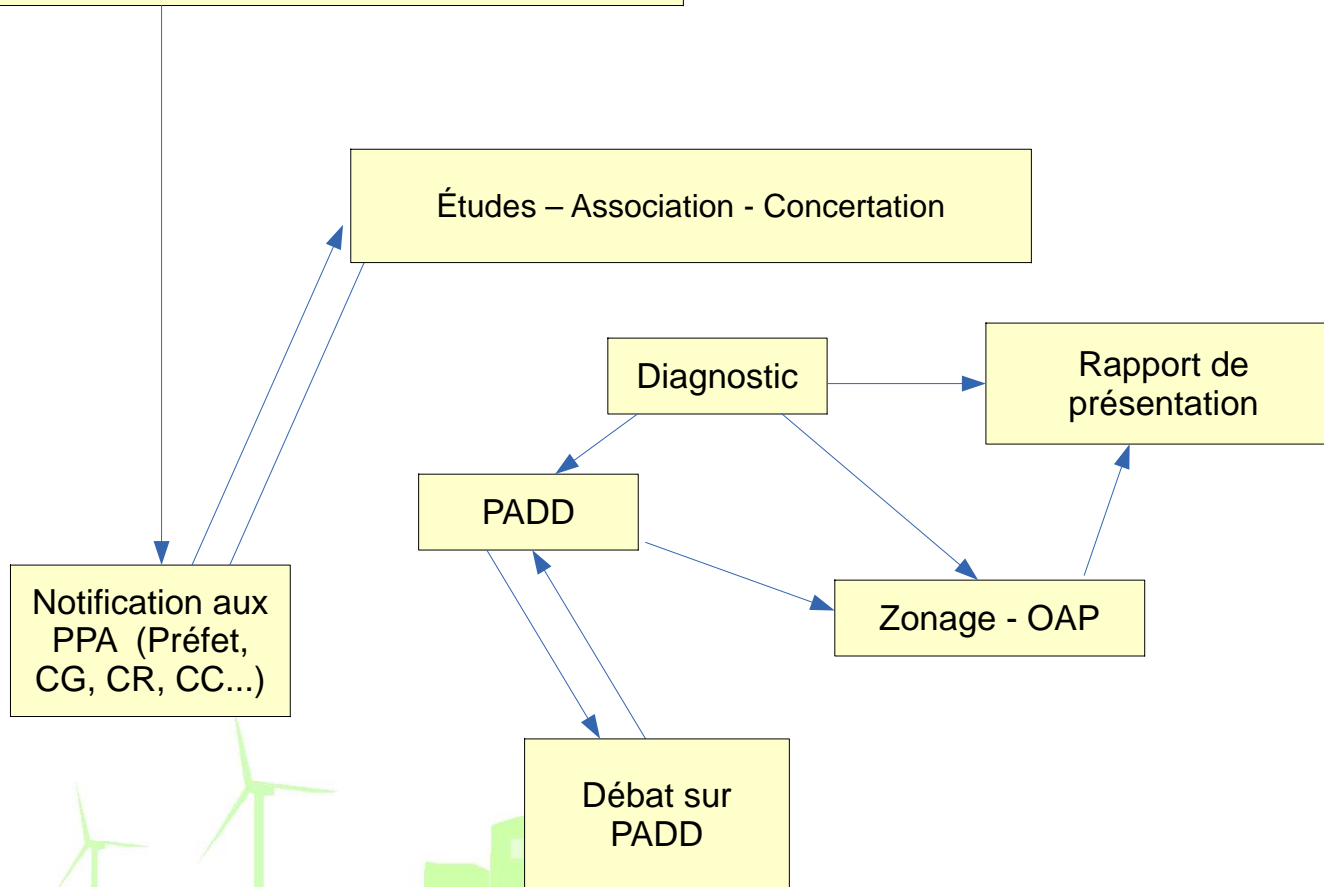 Études – Association - Concertation
Diagnostic
Rapport de
présentation
PADD
Zonage - OAP
Notification aux
PPA (Préfet,
CG, CR, CC...)
Débat sur
PADD